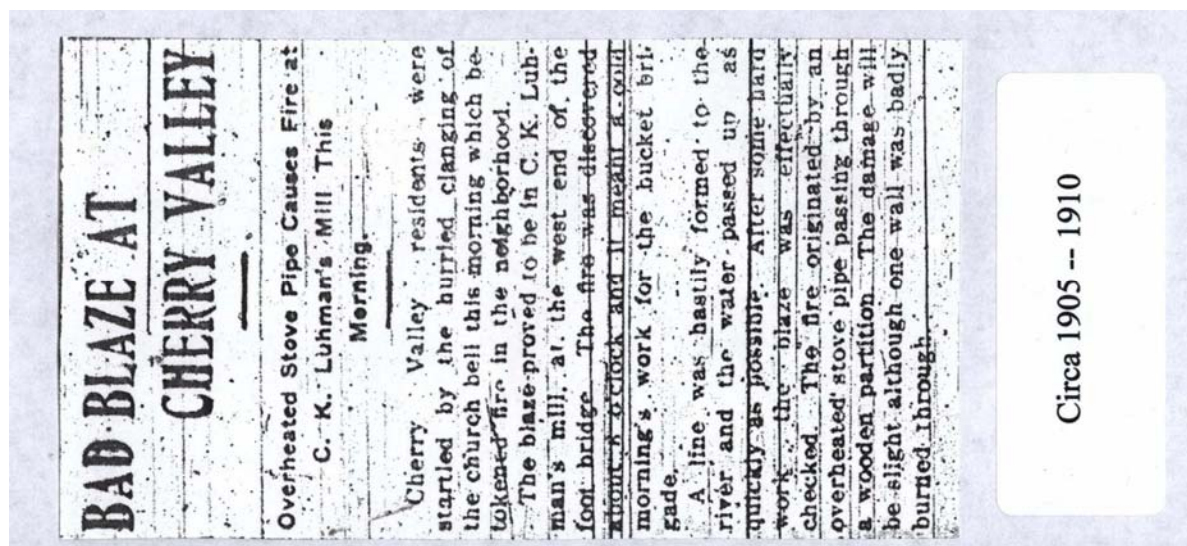 BAD BLAZE AT
CHERRY VALLEY
Overheated Stove Pipe Causes Fire at
C. K. Luhman's Mill This
Morning.
Cherry Valley residents were
startled by the hurried clanging of
the church bell this morning which be-
tokened fire in the neighborhood.
The blaze proved to be in C. K. Luh-
man's mill, at the west end of the
foot bridge. The fire was discovered
about 8 o'clock and it meant a cold
morning's work for the bucket bri-
gade.
A line was hastily formed to the
river and the water passed up as
quickly as possible. After some hard
work the blaze was effectually
checked. The fire originated by an
overheated stove pipe passing through
a wooden partition. The damage will
be slight although one wall was badly
burned through.
Circa 1905 -- 1910